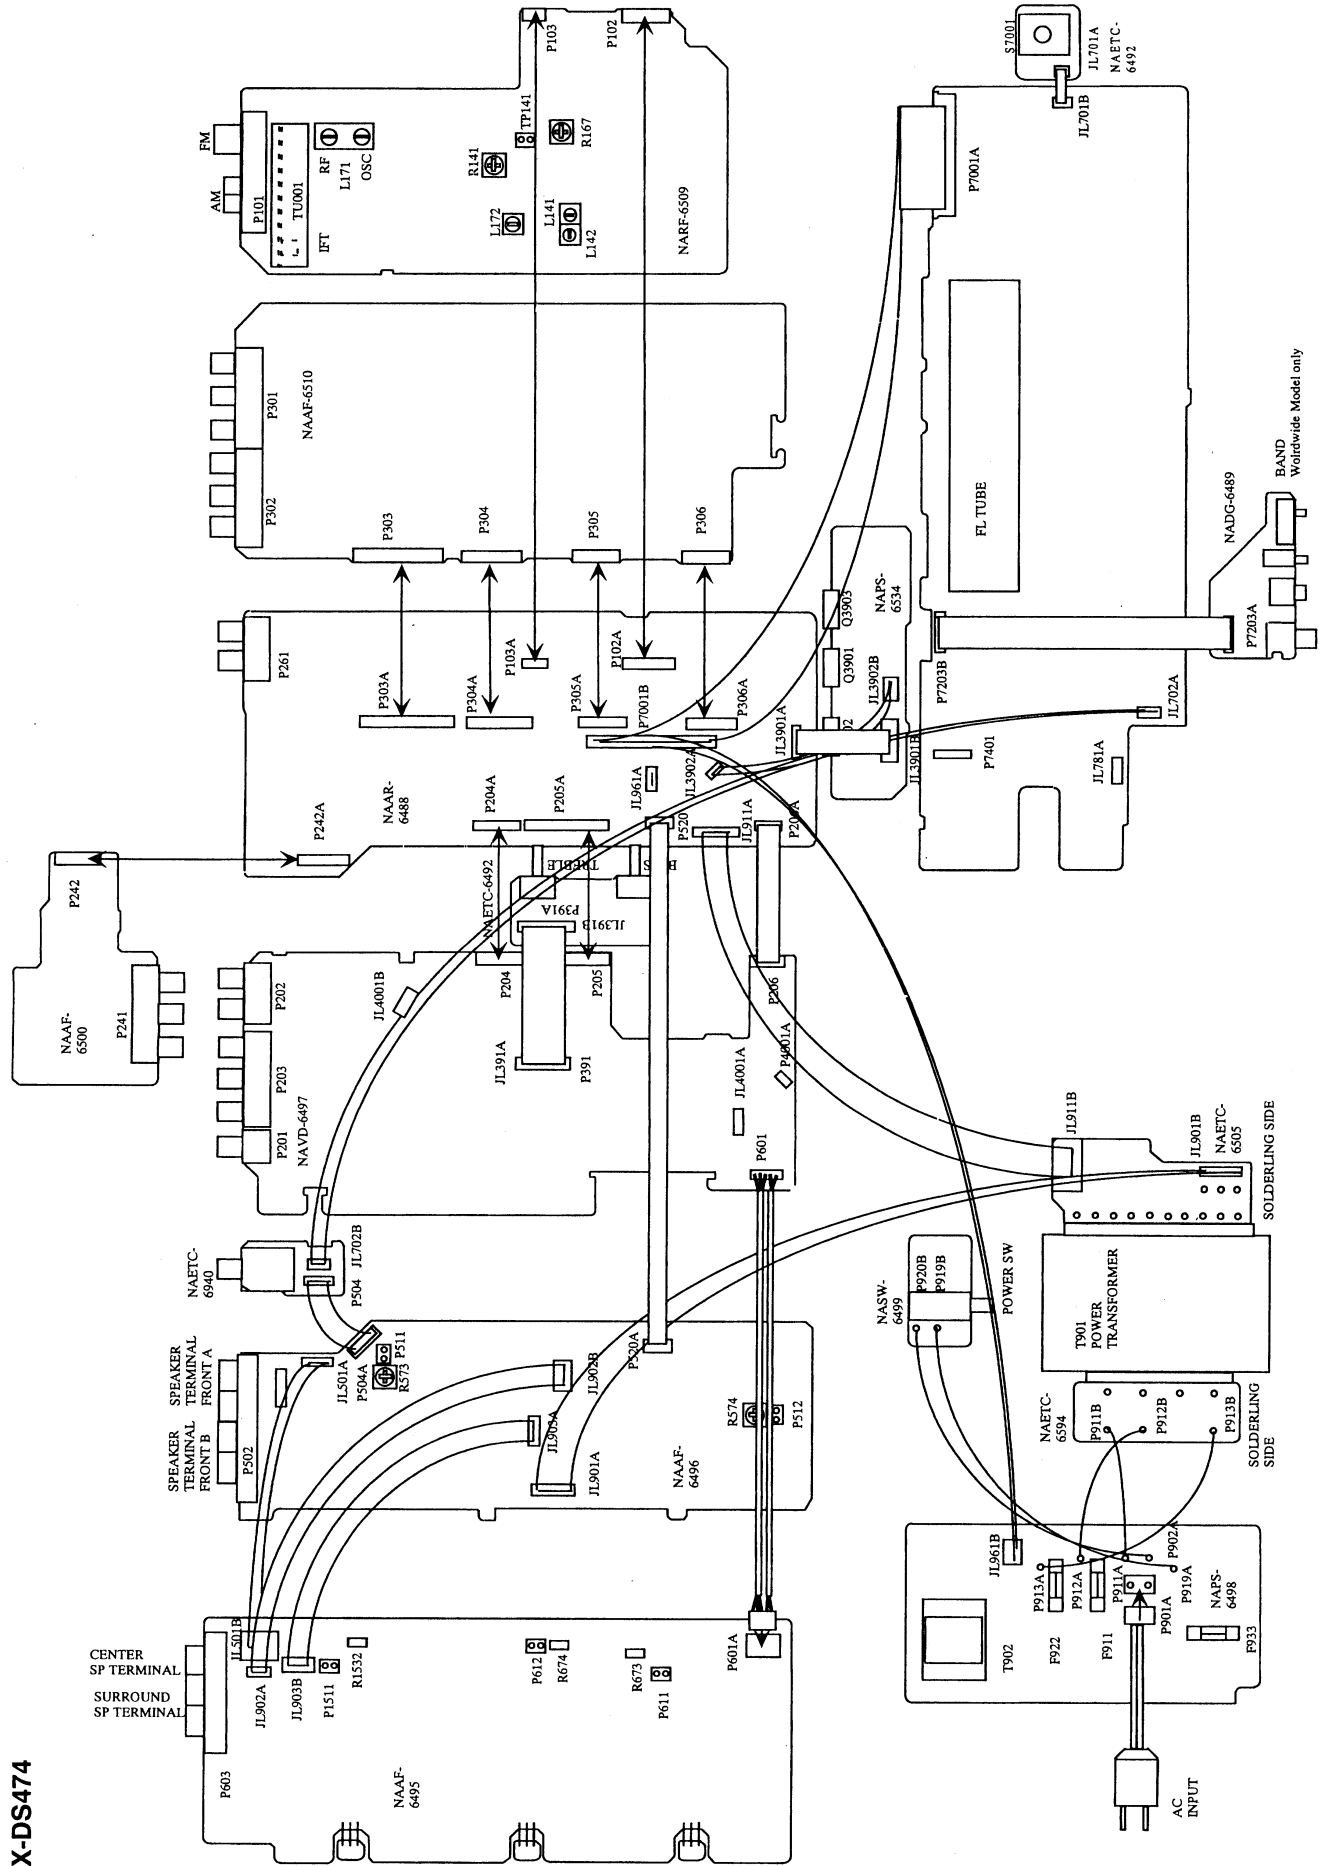 X-DS474
P103
P102
S7001
JL701A
NAETC-
6492
JL701B
FM
AM
P101
TU001
IFT
RF
L171
OSC
R141
TP141
R167
L172
L141
L142
NARF-6509
P7001A
P301
P302
NAAF-6510
P303
P304
P305
P306
FL TUBE
BAND
Wolrdwide Model only
NADG-6489
P7203A
P7203B
NAPS-
6534
Q3903
Q3901
JL3902B
02
JL3901A
JL3901B
P7401
JL781A
JL702A
P261
P303A
P304A
P103A
P305A
P102A
P7001B
P306A
JL3902A
JL961A
NAAR-
6488
P242A
P204A
P205A
P520
JL911A
P206A
P242
NAAF-
6500
P241
NAETC-6492
TREBLE
P391A
JL391B
P202
P203
P201
NAVD-6497
JL4001B
P204
P205
P206
JL391A
P391
JL4001A
P4001A
P601
JL911B
JL901B
NAETC-
6505
SOLDERLING SIDE
NAETC-
6940
JL702B
P504
SPEAKER
TERMINAL
FRONT A
SPEAKER
TERMINAL
FRONT B
P502
JL501A
P504A
P511
R573
P520A
JL902B
JL903A
JL901A
R574
P512
NAAF-
6496
NASW-
6499
P920B
P919B
POWER SW
T901
POWER
TRANSFORMER
NAETC-
6594
P911B
P912B
P913B
SOLDERLING
SIDE
CENTER
SP TERMINAL
SURROUND
SP TERMINAL
P603
JL501B
JL902A
JL903B
P1511
R1532
P612
R674
R673
P611
P601A
NAAF-
6495
JL961B
P913A
P912A
P911A
P902A
P919A
P901A
T902
F922
F911
NAPS-
6498
F933
AC
INPUT